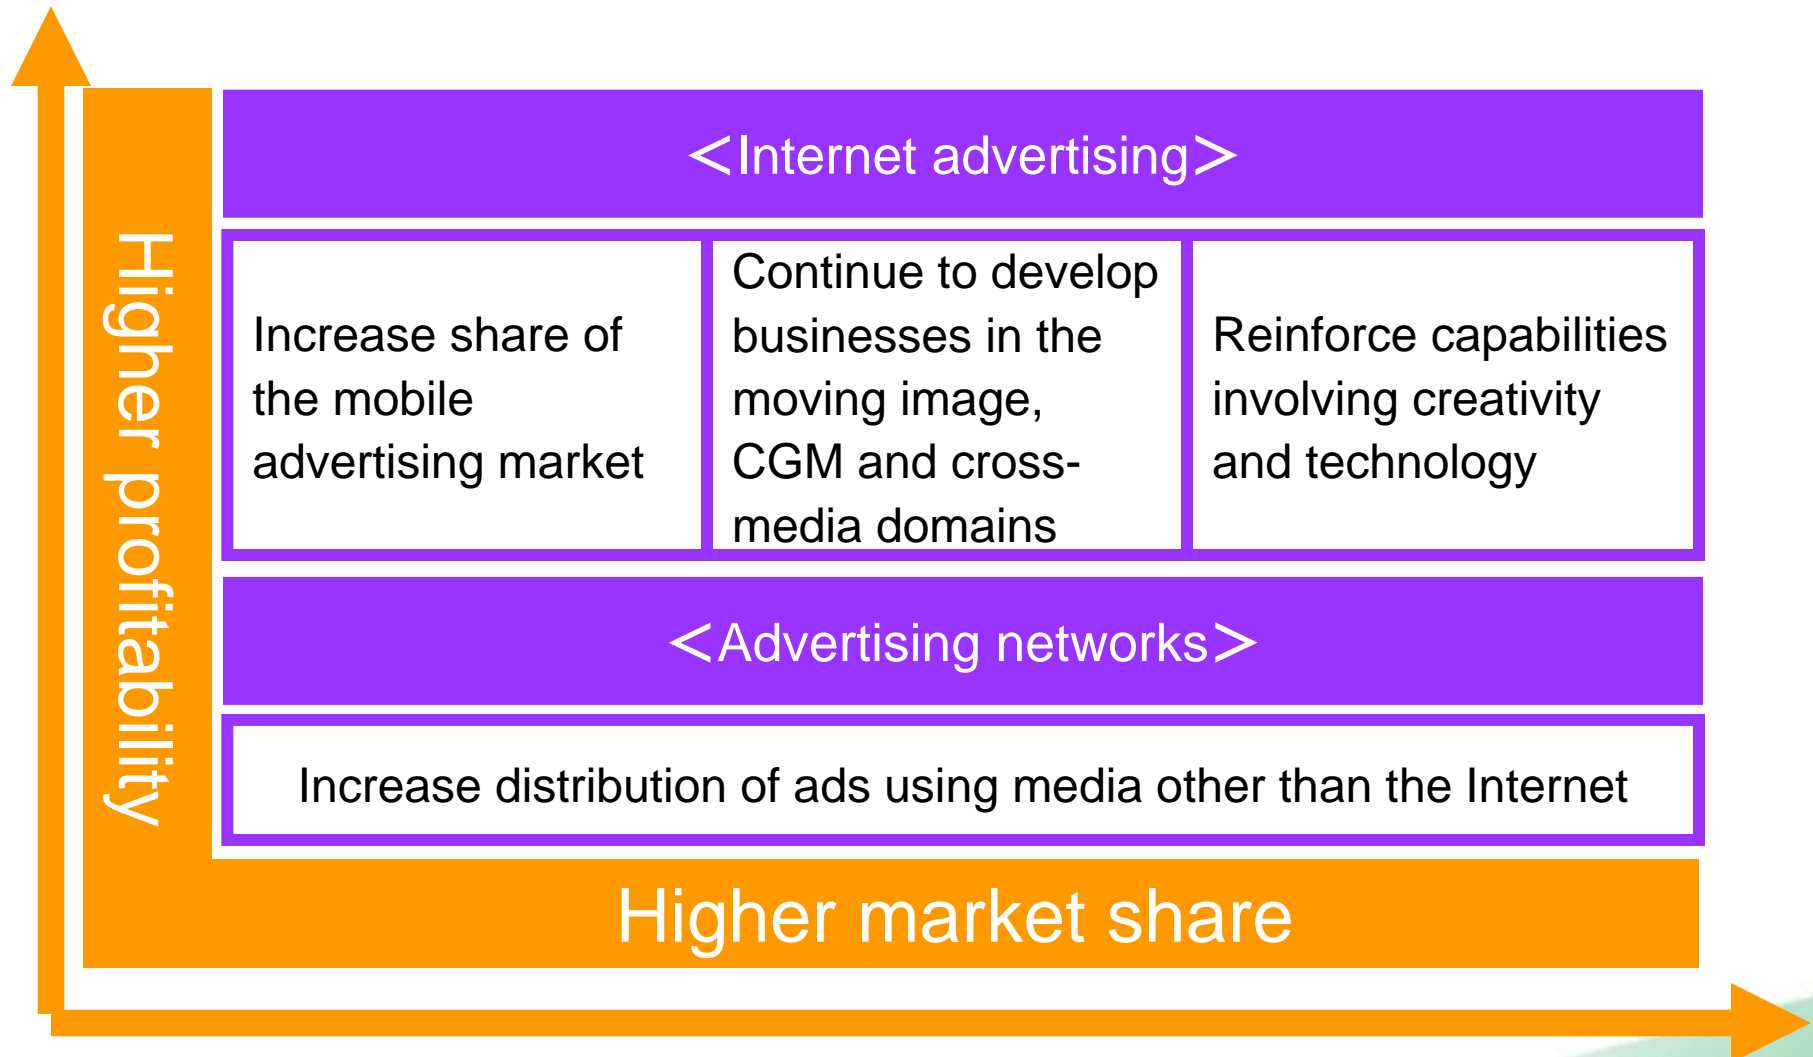 Higher profitability
＜Internet advertising＞
Increase share of
the mobile
advertising market
Continue to develop
businesses in the
moving image,
CGM and cross-
media domains
Reinforce capabilities
involving creativity
and technology
＜Advertising networks＞
Increase distribution of ads using media other than the Internet
Higher market share